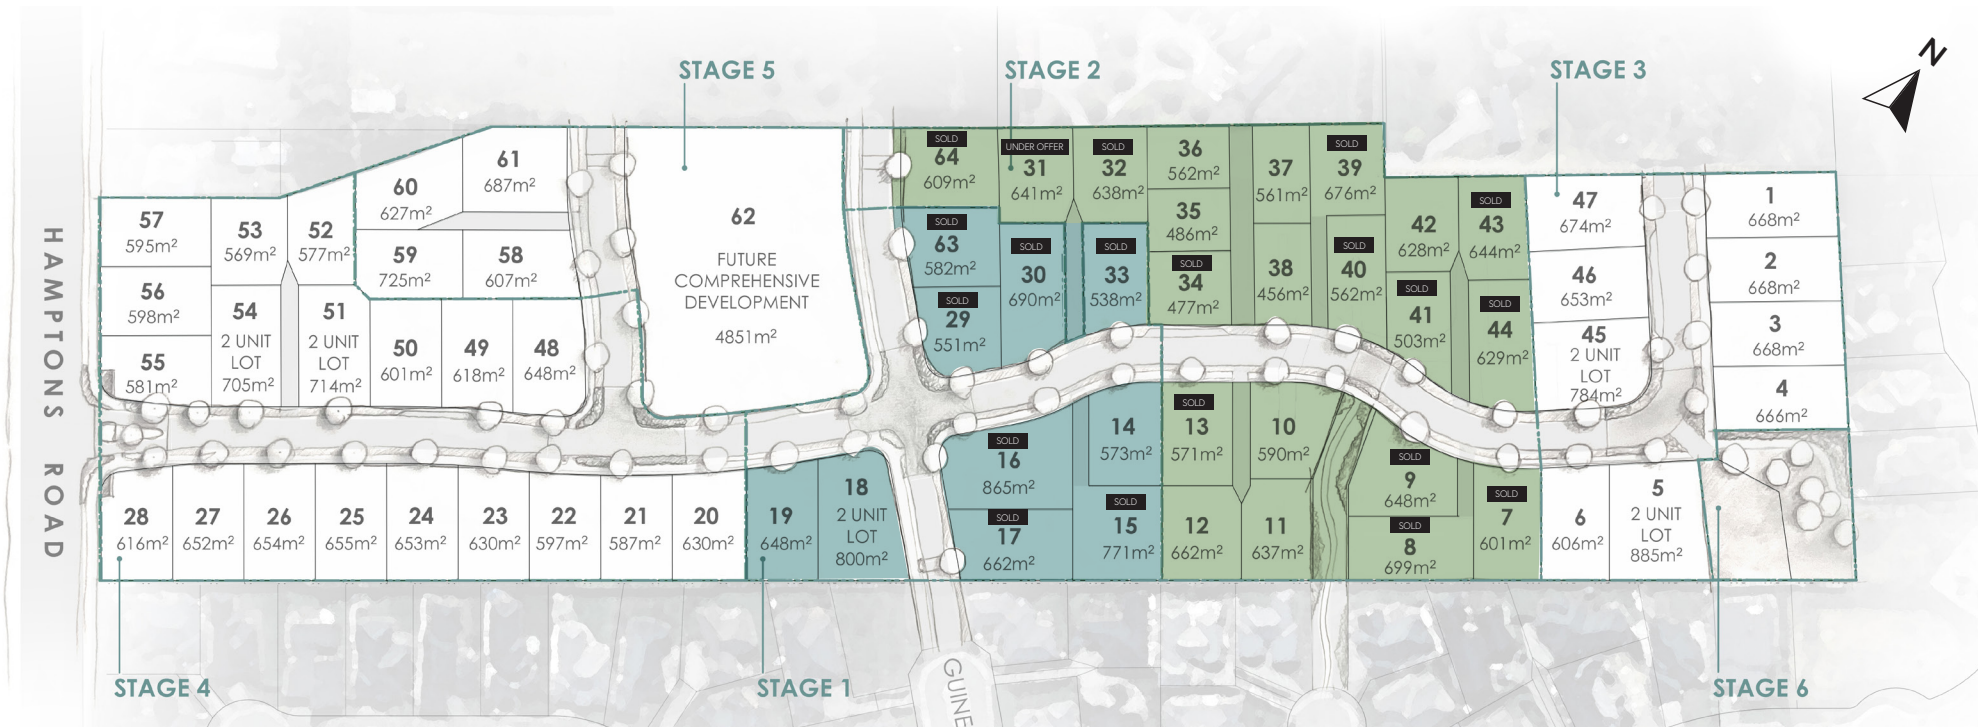 N
STAGE 5
STAGE 2
STAGE 3
HAMPTONS ROAD
57
595m²
53
569m²
52
577m²
60
627m²
61
687m²
59
725m²
58
607m²
56
598m²
55
581m²
54
2 UNIT
LOT
705m²
51
2 UNIT
LOT
714m²
50
601m²
49
618m²
48
648m²
62
FUTURE
COMPREHENSIVE
DEVELOPMENT
4851m²
SOLD
64
609m²
UNDER OFFER
31
641m²
SOLD
32
638m²
36
562m²
35
486m²
SOLD
34
477m²
37
561m²
38
456m²
SOLD
39
676m²
SOLD
40
562m²
SOLD
63
582m²
SOLD
29
551m²
SOLD
30
690m²
SOLD
33
538m²
42
628m²
SOLD
43
644m²
SOLD
41
503m²
SOLD
44
629m²
47
674m²
46
653m²
45
2 UNIT
LOT
784m²
1
668m²
2
668m²
3
668m²
4
666m²
28
616m²
27
652m²
26
654m²
25
655m²
24
653m²
23
630m²
22
597m²
21
587m²
20
630m²
19
648m²
18
2 UNIT
LOT
800m²
SOLD
16
865m²
SOLD
17
662m²
14
573m²
SOLD
15
771m²
SOLD
13
571m²
12
662m²
10
590m²
11
637m²
SOLD
9
648m²
SOLD
8
699m²
SOLD
7
601m²
6
606m²
5
2 UNIT
LOT
885m²
STAGE 4
STAGE 1
STAGE 6
GUINE